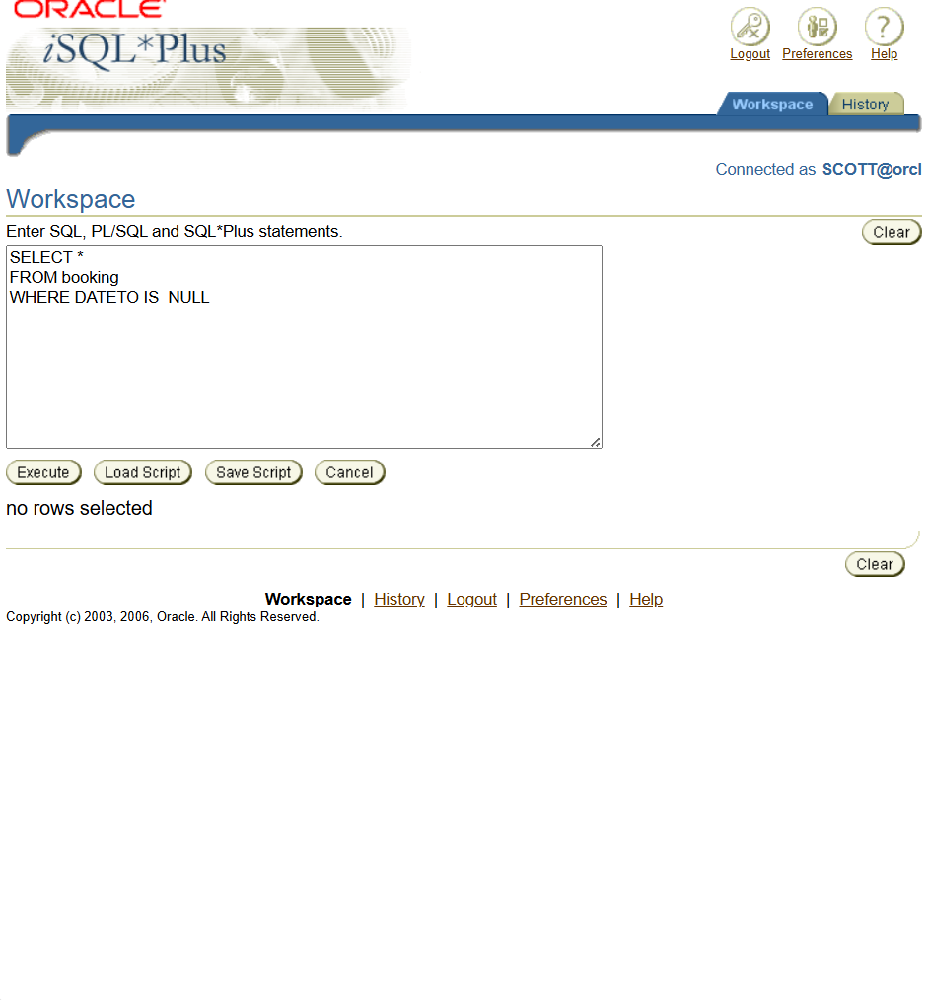 ORACLE
iSQL*Plus
Logout Preferences Help
Workspace History
Connected as SCOTT@orcl
Workspace
Enter SQL, PL/SQL and SQL*Plus statements.
Clear
SELECT *
FROM booking
WHERE DATETO IS  NULL
Execute Load Script Save Script Cancel
no rows selected
Clear
Workspace | History | Logout | Preferences | Help
Copyright (c) 2003, 2006, Oracle. All Rights Reserved.